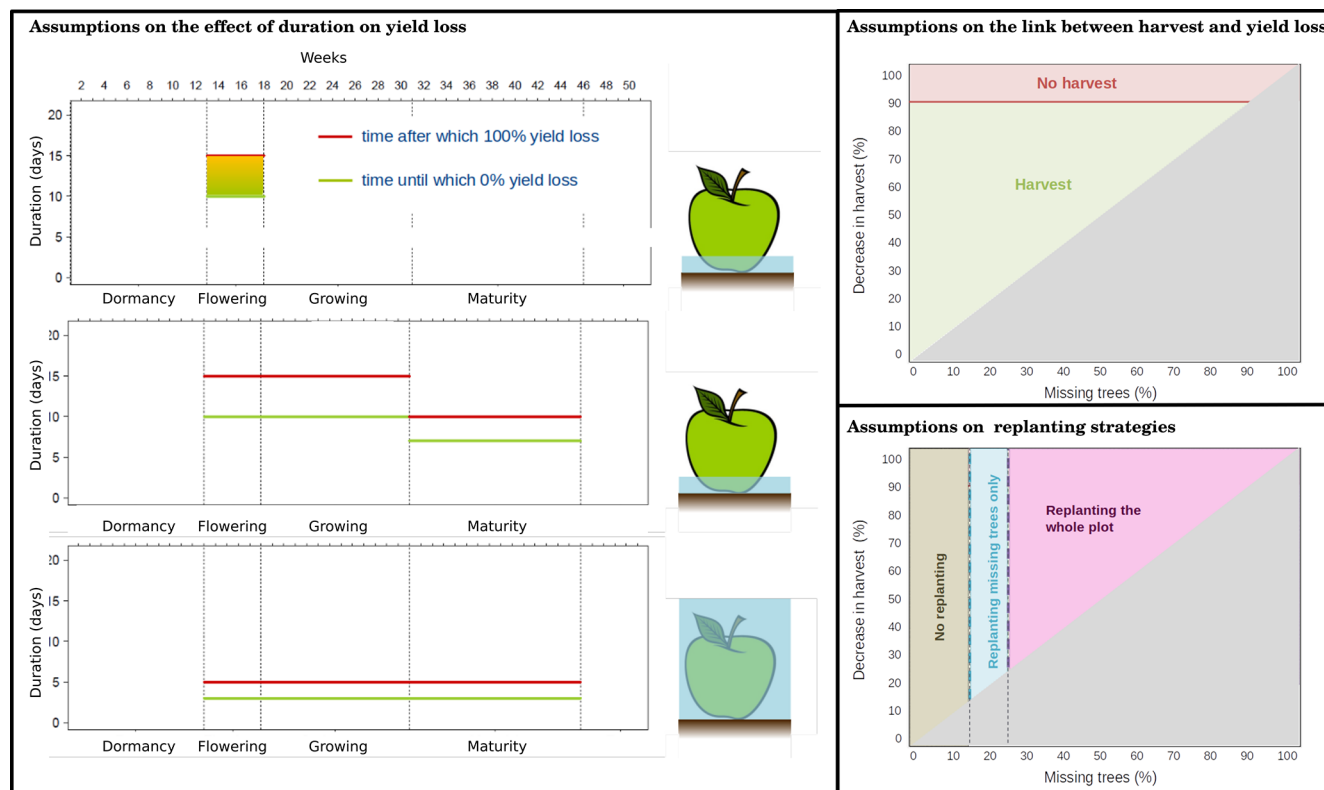 Assumptions on the effect of duration on yield loss
Weeks
2 4 6 8 10 12 14 16 18 20 22 24 26 28 30 32 34 36 38 40 42 44 46 48 50
Duration (days)
20
15
10
5
0
time after which 100% yield loss
time until which 0% yield loss
Dormancy Flowering Growing Maturity
Duration (days)
20
15
10
5
0
Dormancy Flowering Growing Maturity
Duration (days)
20
15
10
5
0
Dormancy Flowering Growing Maturity
Assumptions on the link between harvest and yield loss
Decrease in harvest (%)
100
90
80
70
60
50
40
30
20
10
0
No harvest
Harvest
0 10 20 30 40 50 60 70 80 90 100
Missing trees (%)
Assumptions on replanting strategies
Decrease in harvest (%)
100
90
80
70
60
50
40
30
20
10
0
No replanting
Replanting missing trees only
Replanting the
whole plot
0 10 20 30 40 50 60 70 80 90 100
Missing trees (%)